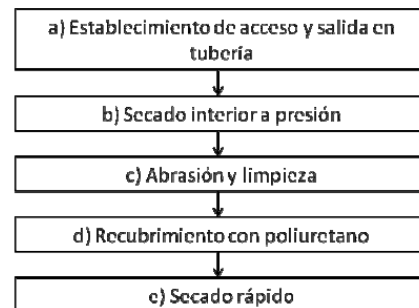 a) Establecimiento de acceso y salida en
tubería
b) Secado interior a presión
c) Abrasión y limpieza
d) Recubrimiento con poliuretano
e) Secado rápido